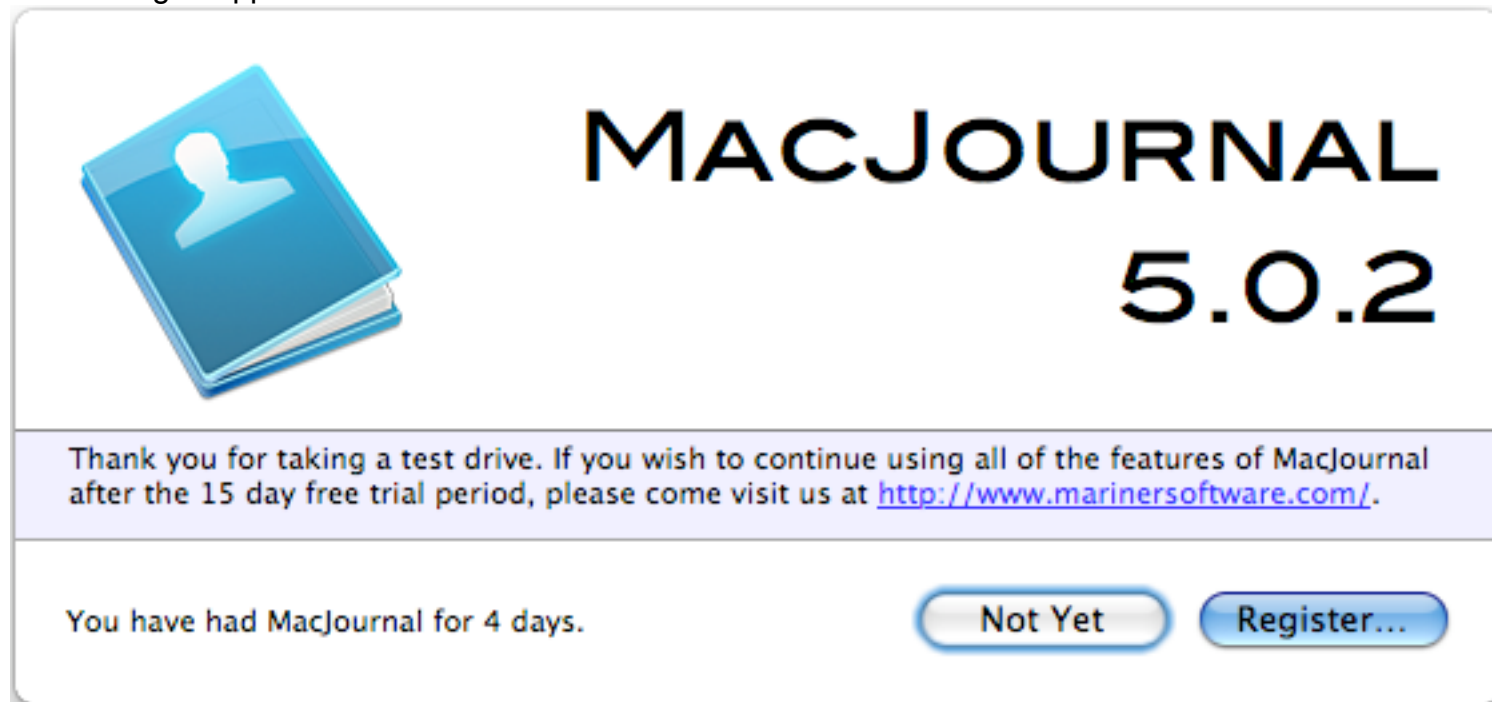 MacJournal
5.0.2
Thank you for taking a test drive. If you wish to continue using all of the features of MacJournal
after the 15 day free trial period, please come visit us at http://www.marinersoftware.com/.
You have had MacJournal for 4 days.
Not Yet
Register...